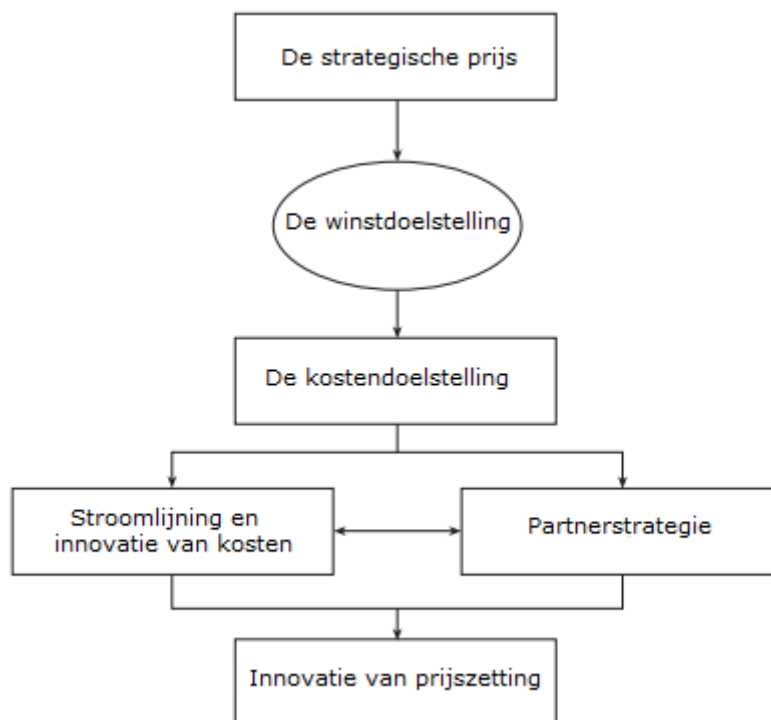 De strategische prijs
De winstdoelstelling
De kostendoelstelling
Stroomlijning en
innovatie van kosten
Partnerstrategie
Innovatie van prijszetting